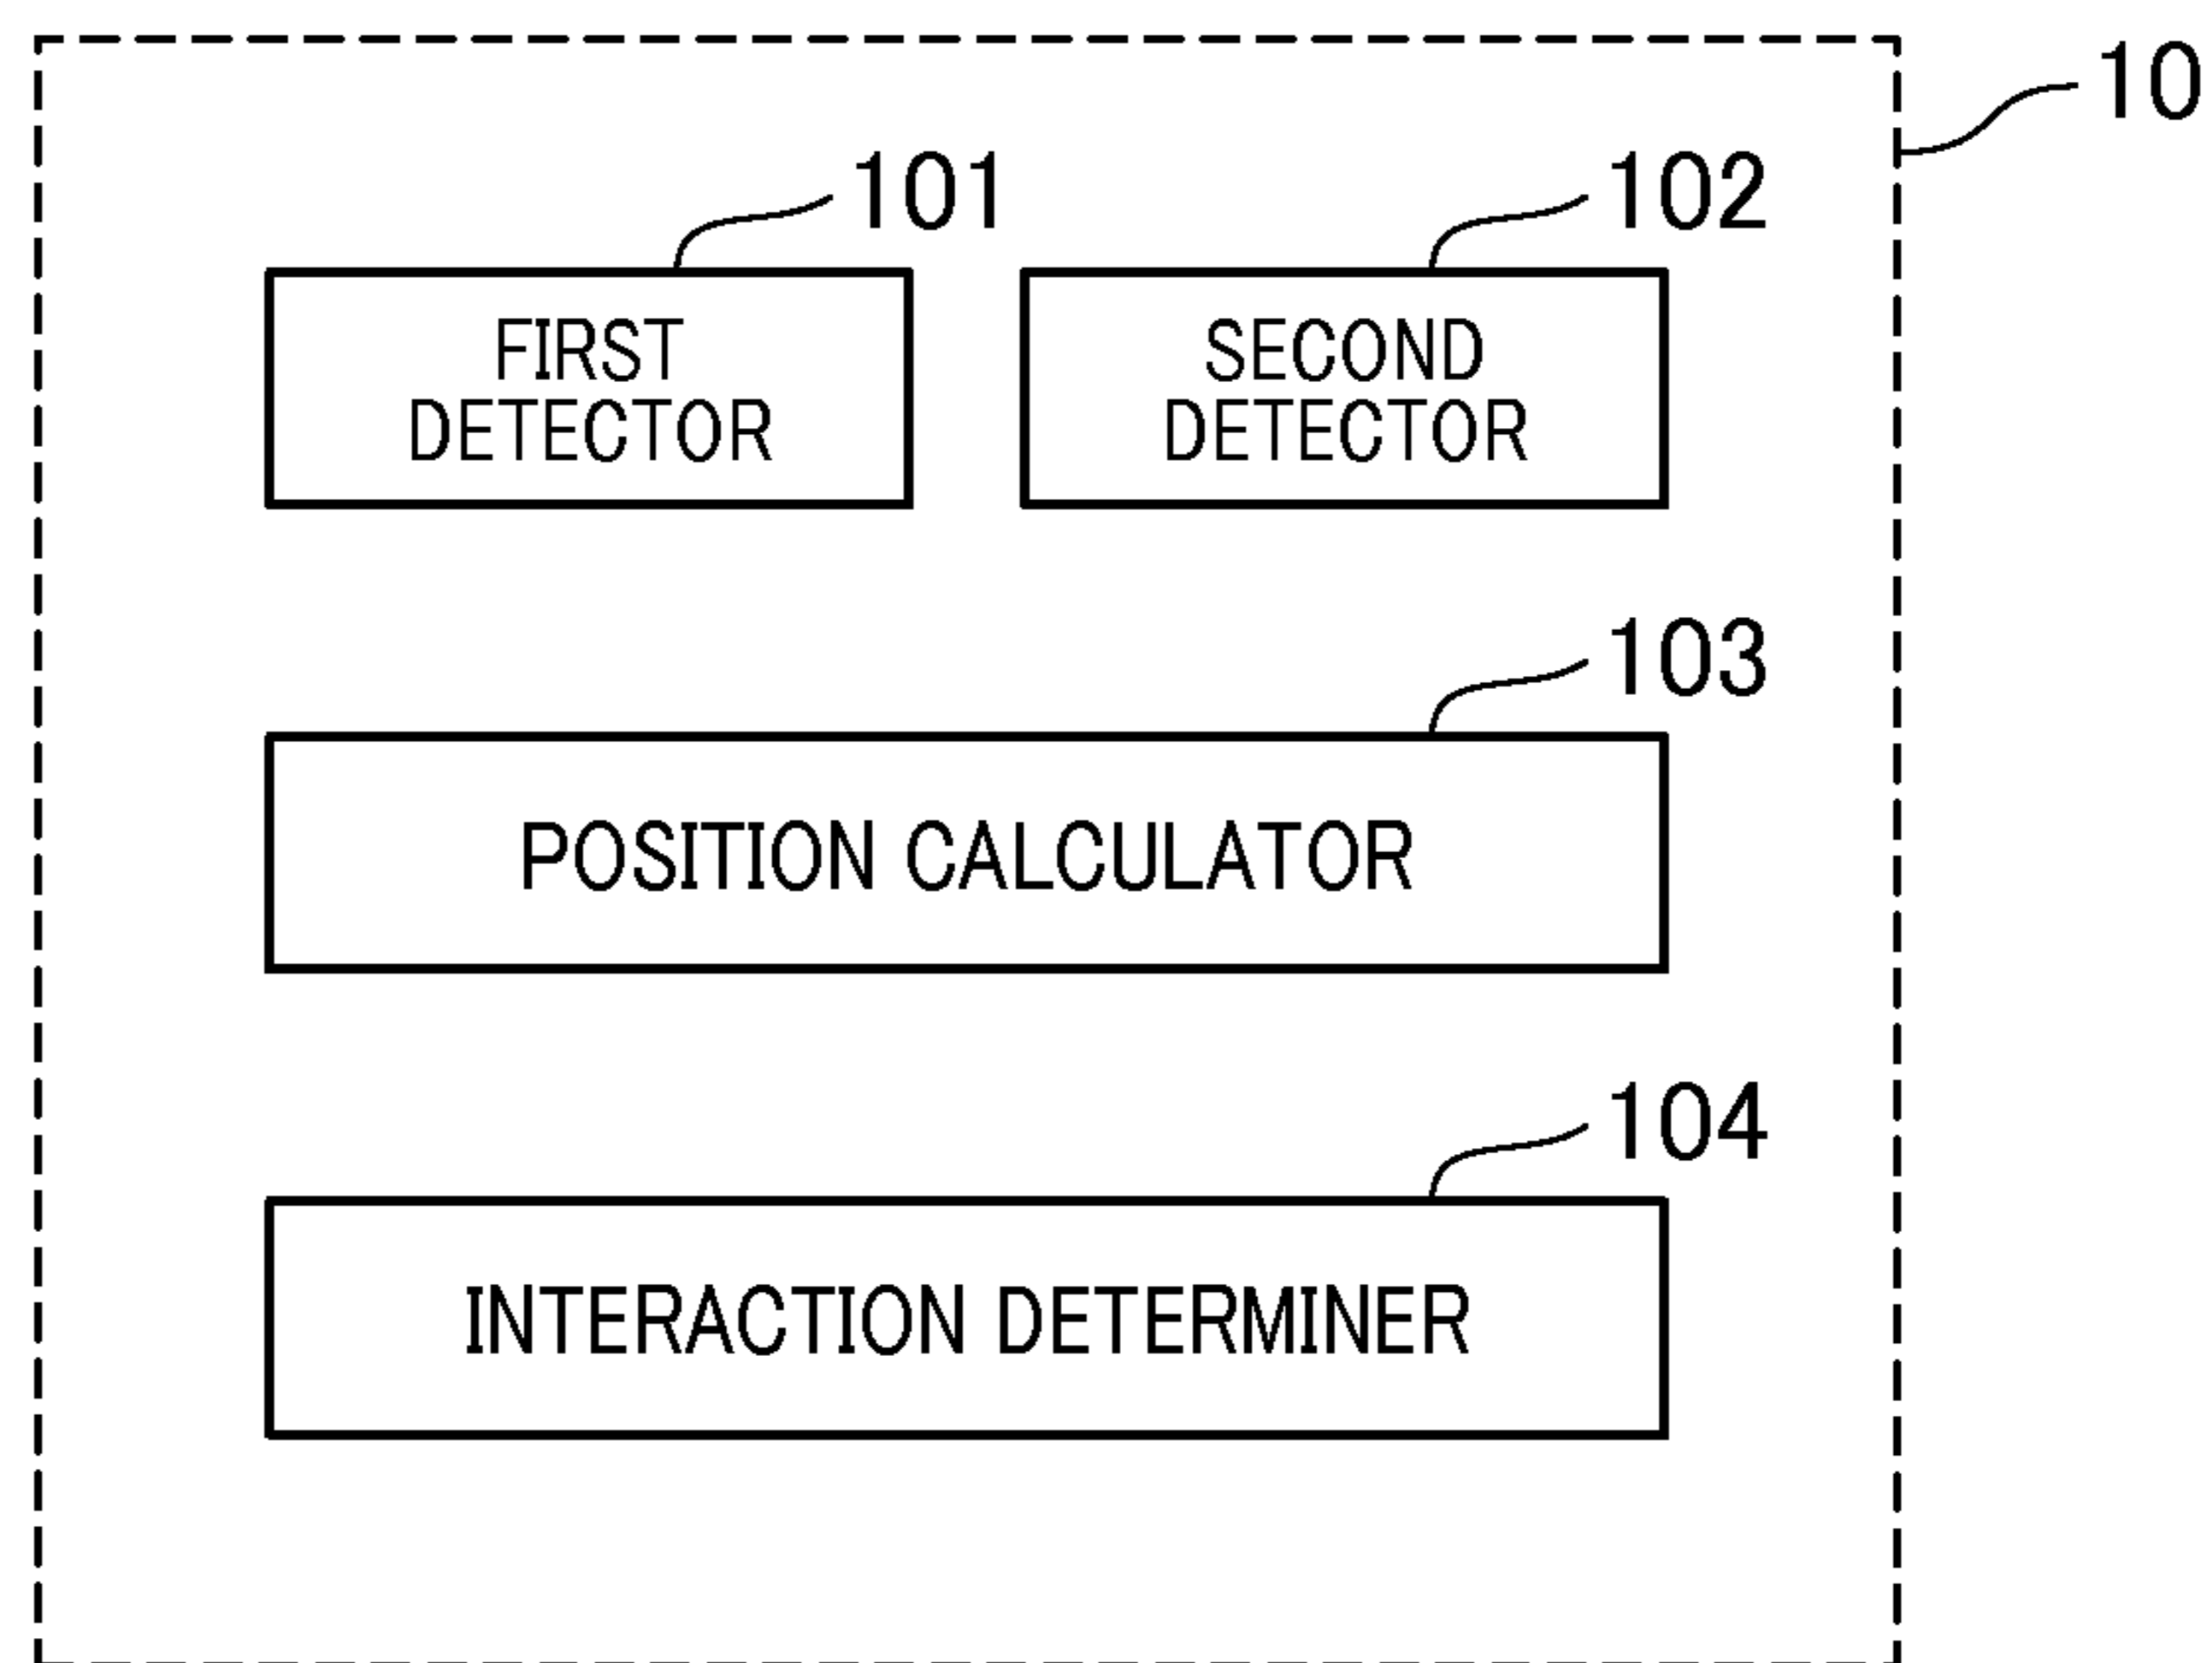 10
101
102
FIRST
DETECTOR
SECOND
DETECTOR
103
POSITION CALCULATOR
104
INTERACTION DETERMINER